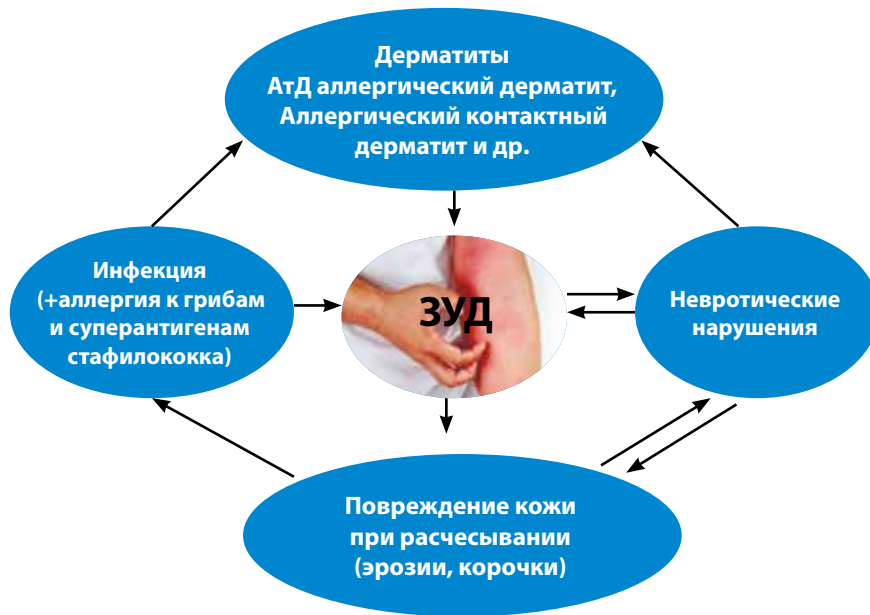 Дерматиты
АтД аллергический дерматит,
Аллергический контактный
дерматит и др.
Инфекция
(+аллергия к грибам
и суперантигенам
стафилококка)
ЗУД
Невротические
нарушения
Повреждение кожи
при расчесывании
(эрозии, корочки)